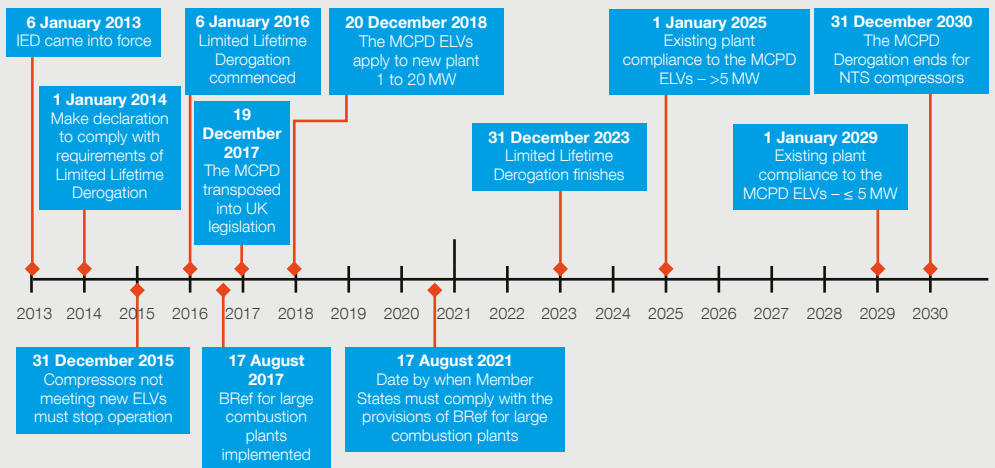 6 January 2013
IED came into force
1 January 2014
Make declaration
to comply with
requirements of
Limited Lifetime
Derogation
6 January 2016
Limited Lifetime
Derogation
commenced
19
December
2017
The MCPD
transposed
into UK
legislation
20 December 2018
The MCPD ELVs
apply to new plant
1 to 20 MW
31 December 2023
Limited Lifetime
Derogation finishes
1 January 2025
Existing plant
compliance to the MCPD
ELVs – >5 MW
1 January 2029
Existing plant
compliance to the
MCPD ELVs – ≤ 5 MW
31 December 2030
The MCPD
Derogation ends for
NTS compressors
2013 2014 2015 2016 2017 2018 2019 2020 2021 2022 2023 2024 2025 2026 2027 2028 2029 2030
31 December 2015
Compressors not
meeting new ELVs
must stop operation
17 August
2017
BRef for large
combustion
plants
implemented
17 August 2021
Date by when Member
States must comply with the
provisions of BRef for large
combustion plants